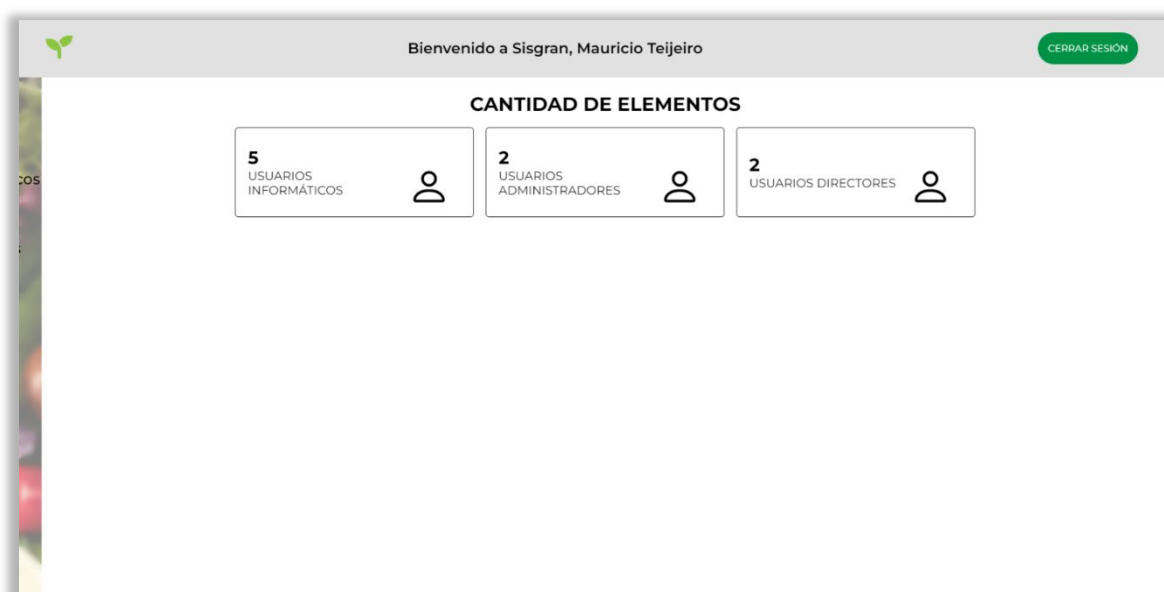 Bienvenido a Sisgran, Mauricio Teijeiro
CERRAR SESIÓN
CANTIDAD DE ELEMENTOS
5
USUARIOS
INFORMÁTICOS
2
USUARIOS
ADMINISTRADORES
2
USUARIOS DIRECTORES